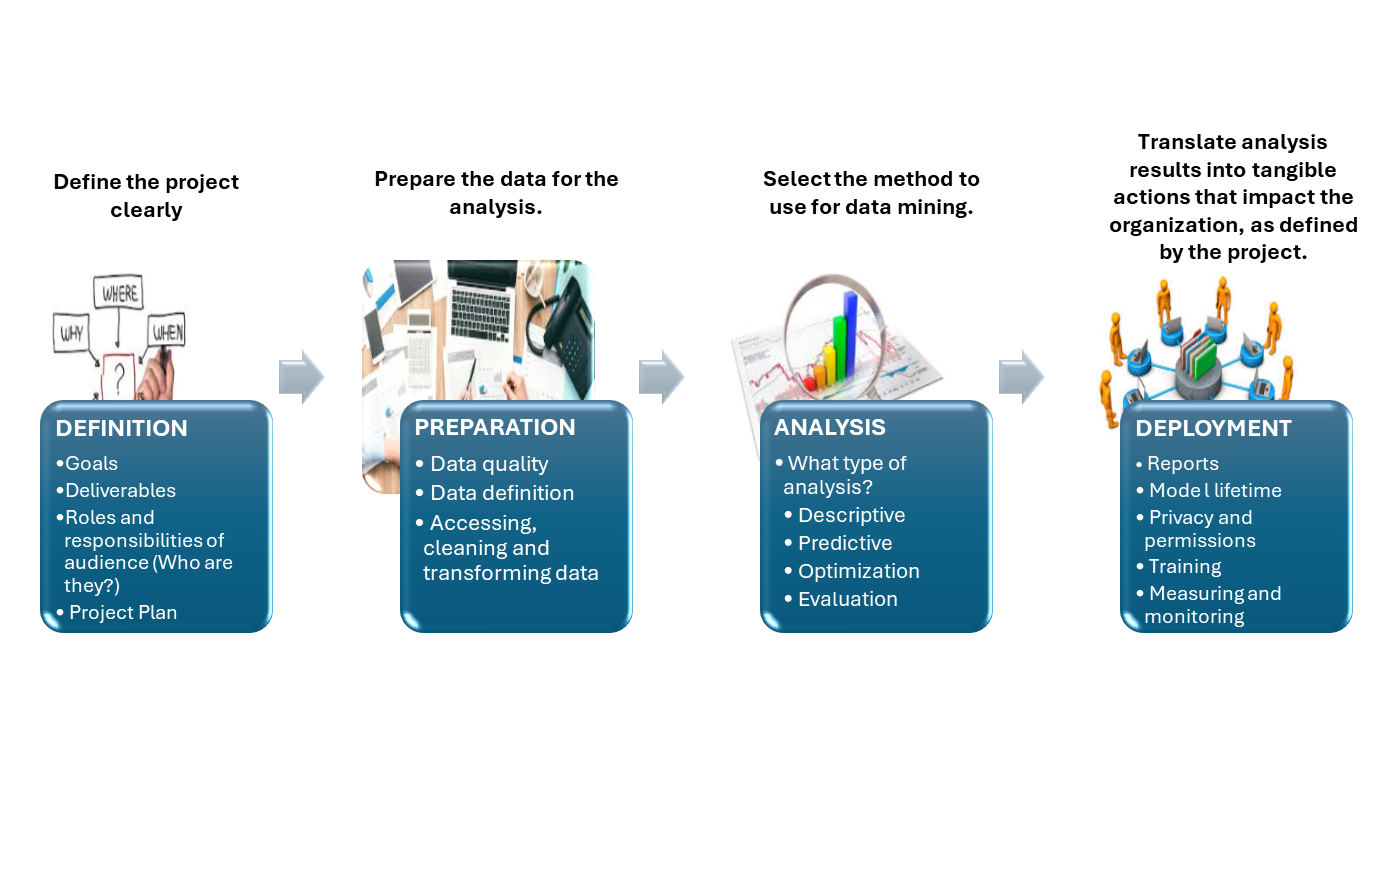 Define the project
clearly
Prepare the data for the
analysis.
Select the method to
use for data mining.
Translate analysis
results into tangible
actions that impact the
organization, as defined
by the project.
WHERE
WHY
WHEN
?
DEFINITION
•Goals
•Deliverables
•Roles and
responsibilities of
audience (Who are
they?)
• Project Plan
PREPARATION
• Data quality
• Data definition
• Accessing,
cleaning and
transforming data
ANALYSIS
• What type of
analysis?
• Descriptive
• Predictive
• Optimization
• Evaluation
DEPLOYMENT
• Reports
• Mode l lifetime
• Privacy and
permissions
• Training
• Measuring and
monitoring